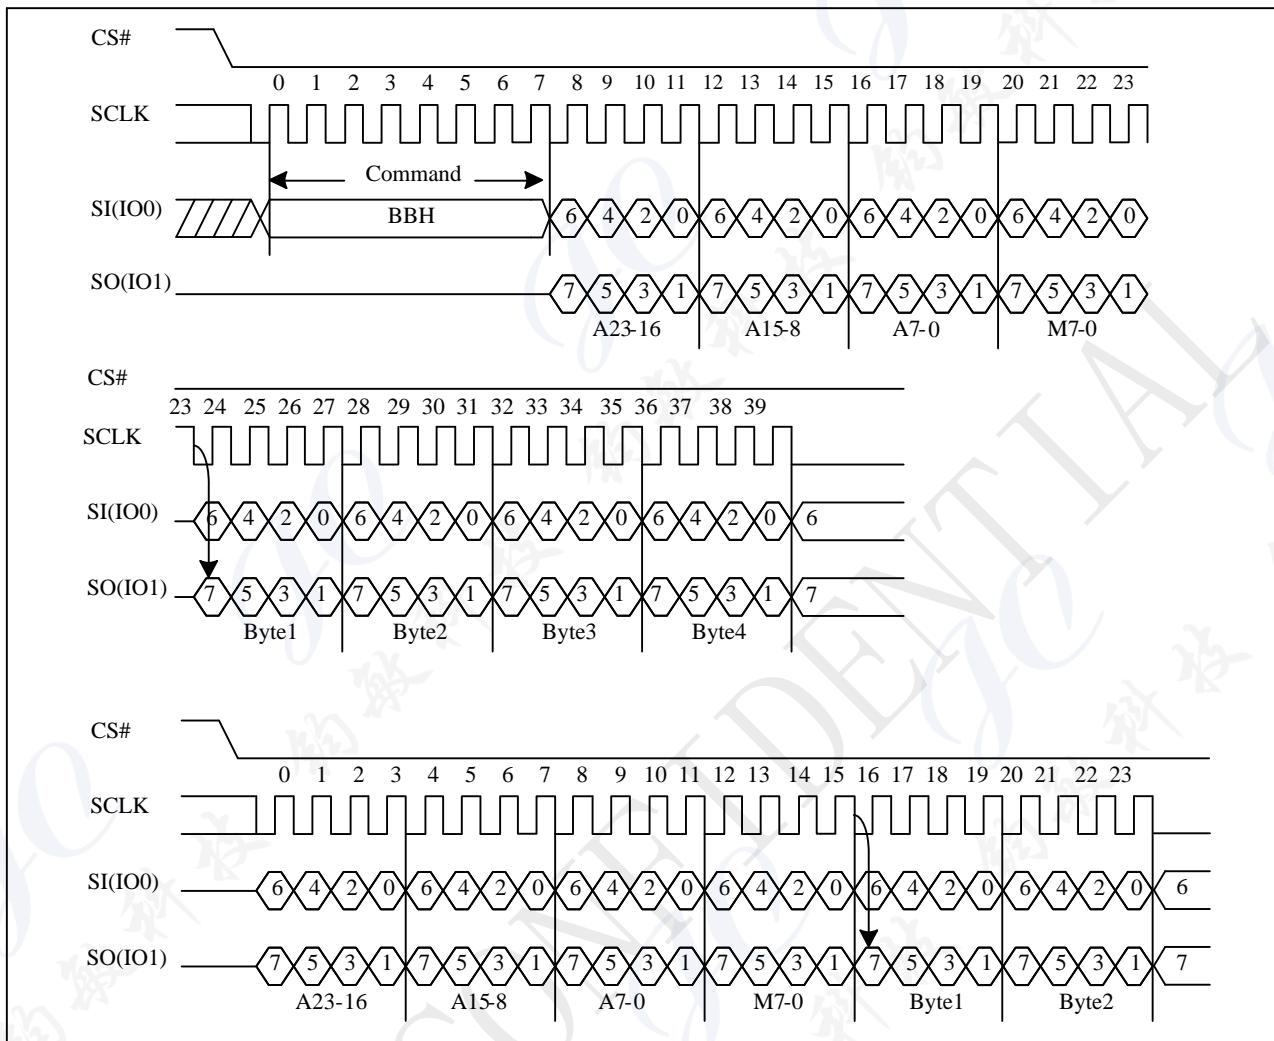 CS#
0 1 2 3 4 5 6 7 8 9 10 11 12 13 14 15 16 17 18 19 20 21 22 23
SCLK
Command
SI(IO0) BBH 6 4 2 0 6 4 2 0 6 4 2 0 6 4 2 0
SO(IO1) 7 5 3 1 7 5 3 1 7 5 3 1 7 5 3 1
A23-16 A15-8 A7-0 M7-0
CS#
23 24 25 26 27 28 29 30 31 32 33 34 35 36 37 38 39
SCLK
SI(IO0) 6 4 2 0 6 4 2 0 6 4 2 0 6 4 2 0 6
SO(IO1) 7 5 3 1 7 5 3 1 7 5 3 1 7 5 3 1 7
Byte1 Byte2 Byte3 Byte4
CS#
0 1 2 3 4 5 6 7 8 9 10 11 12 13 14 15 16 17 18 19 20 21 22 23
SCLK
SI(IO0) 6 4 2 0 6 4 2 0 6 4 2 0 6 4 2 0 6 4 2 0 6 4 2 0 6
SO(IO1) 7 5 3 1 7 5 3 1 7 5 3 1 7 5 3 1 7 5 3 1 7 5 3 1 7
A23-16 A15-8 A7-0 M7-0 Byte1 Byte2
CONFIDENTIAL